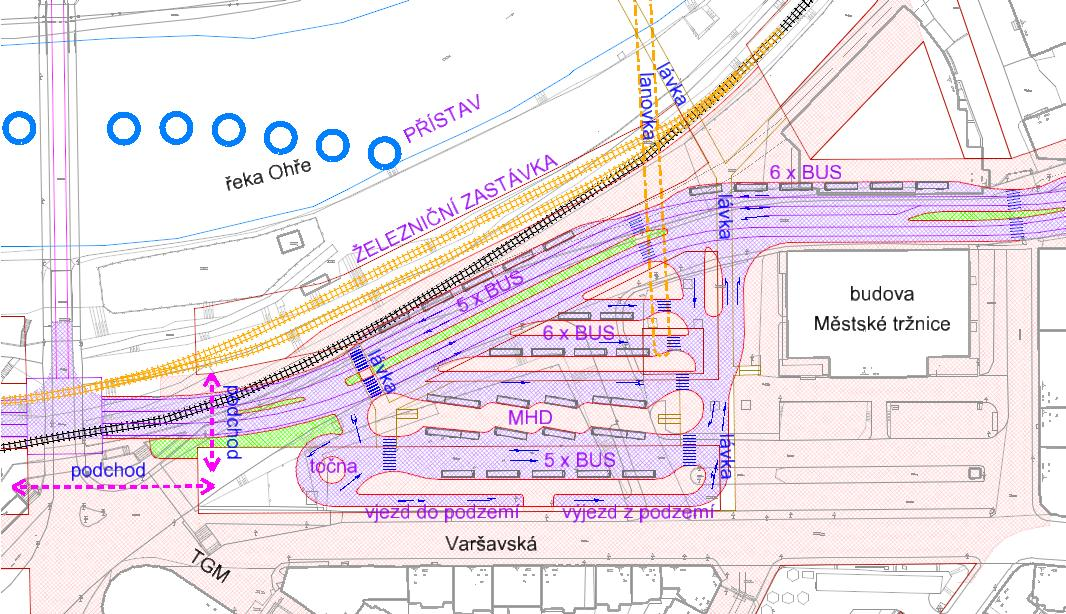 lávka
lanovka
PŘÍSTAV
řeka Ohře
6 x BUS
ŽELEZNIČNÍ ZASTÁVKA
lávka
5 x BUS
budova
Městské tržnice
6 x BUS
lávka
podchod
MHD
lávka
točna
5 x BUS
podchod
vjezd do podzemí
výjezd z podzemí
Varšavská
TGM